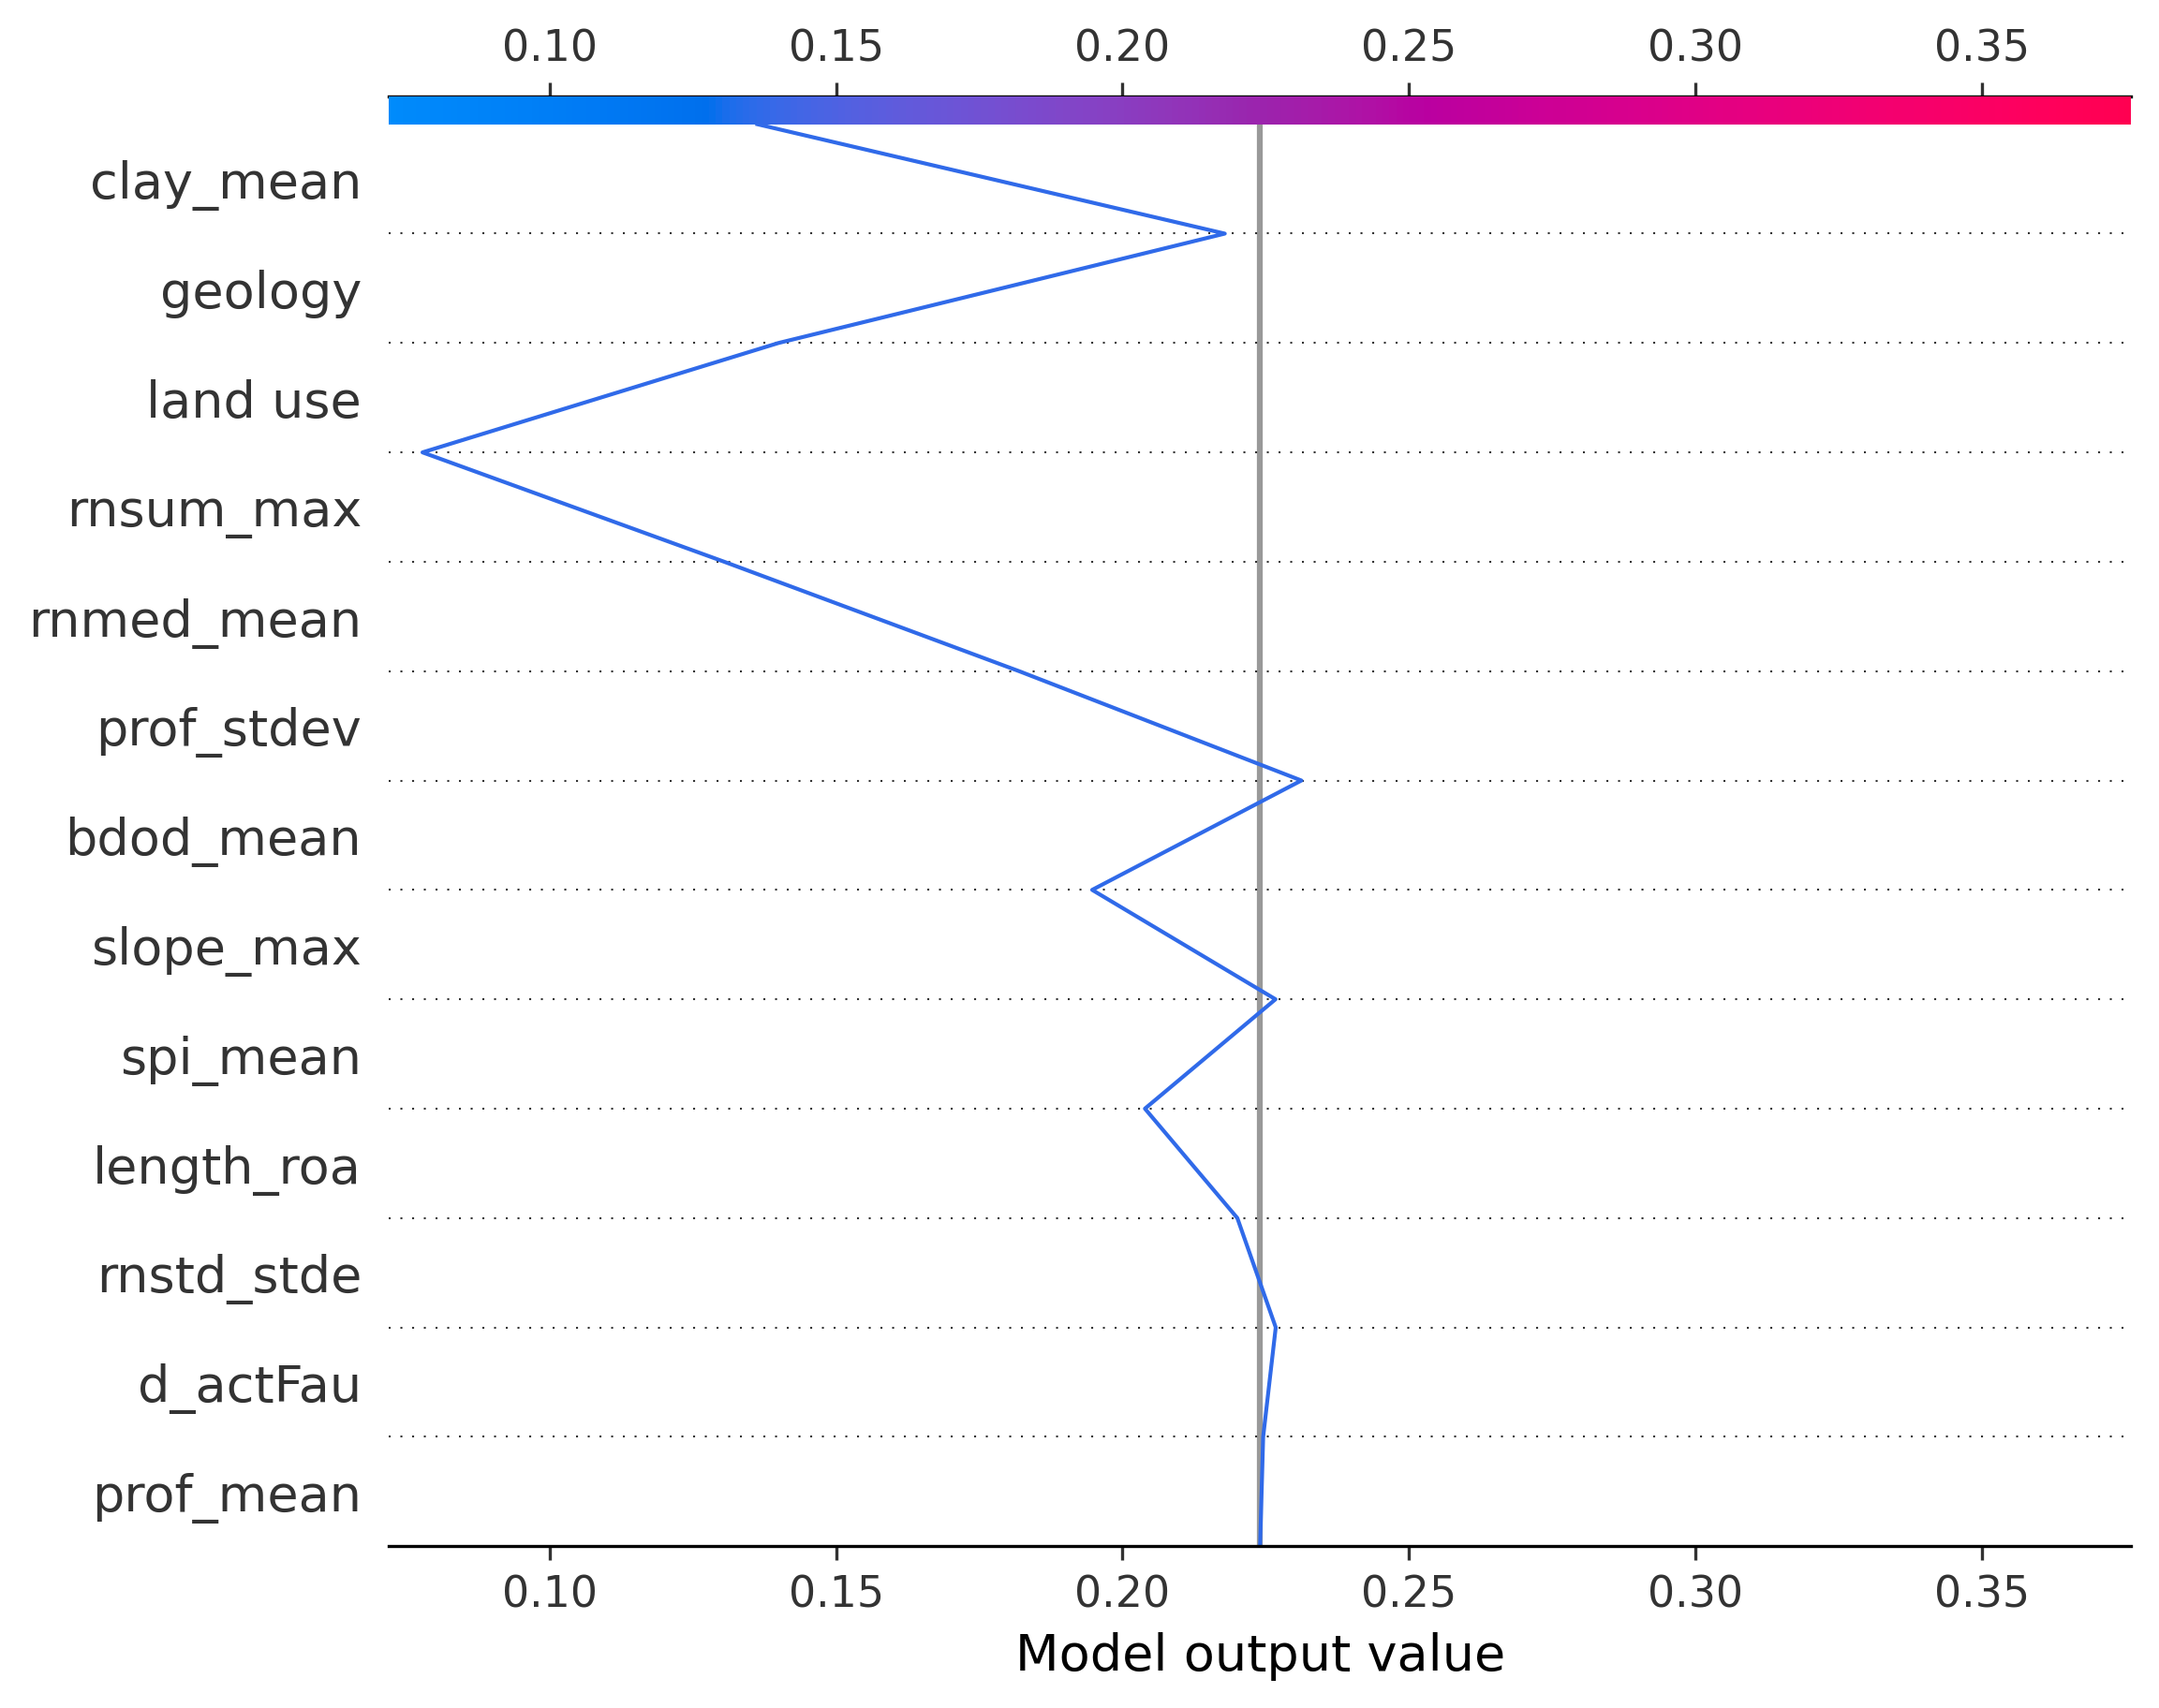 0.10 0.15 0.20 0.25 0.30 0.35
clay_mean
geology
land use
rnsum_max
rnmed_mean
prof_stdev
bdod_mean
slope_max
spi_mean
length_roa
rnstd_stde
d_actFau
prof_mean
0.10 0.15 0.20 0.25 0.30 0.35
Model output value